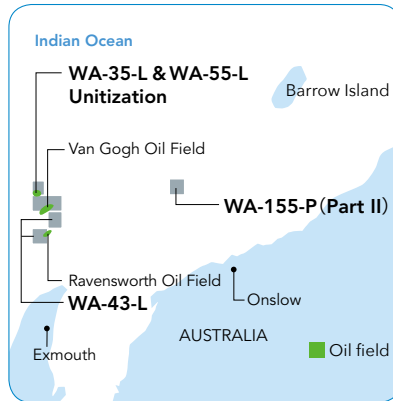 Indian Ocean
WA-35-L & WA-55-L
Unitization
Barrow Island
Van Gogh Oil Field
WA-155-P (Part II)
Ravensworth Oil Field
WA-43-L
Onslow
AUSTRALIA
Exmouth
Oil field